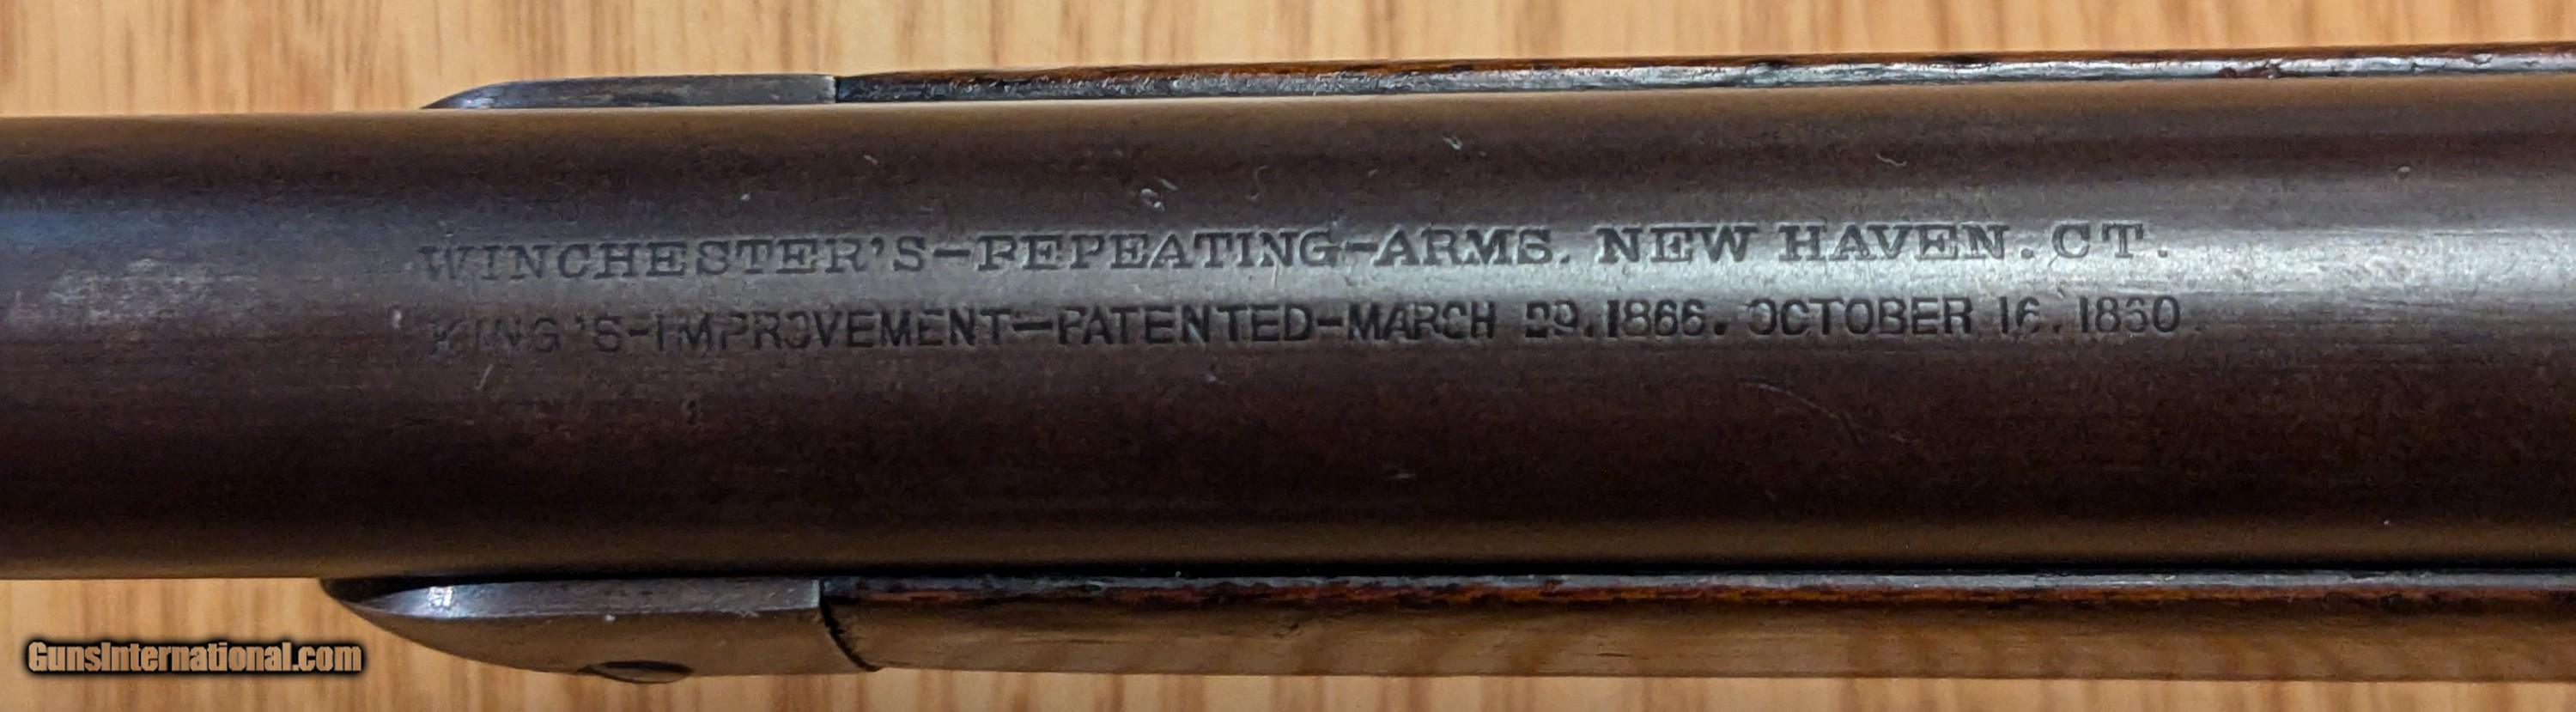 WINCHESTER'S-REPEATING-ARMS. NEW HAVEN. CT.
KING'S-IMPROVEMENT-PATENTED-MARCH 29. 1866. OCTOBER 16. 1860
GunsInternational.com